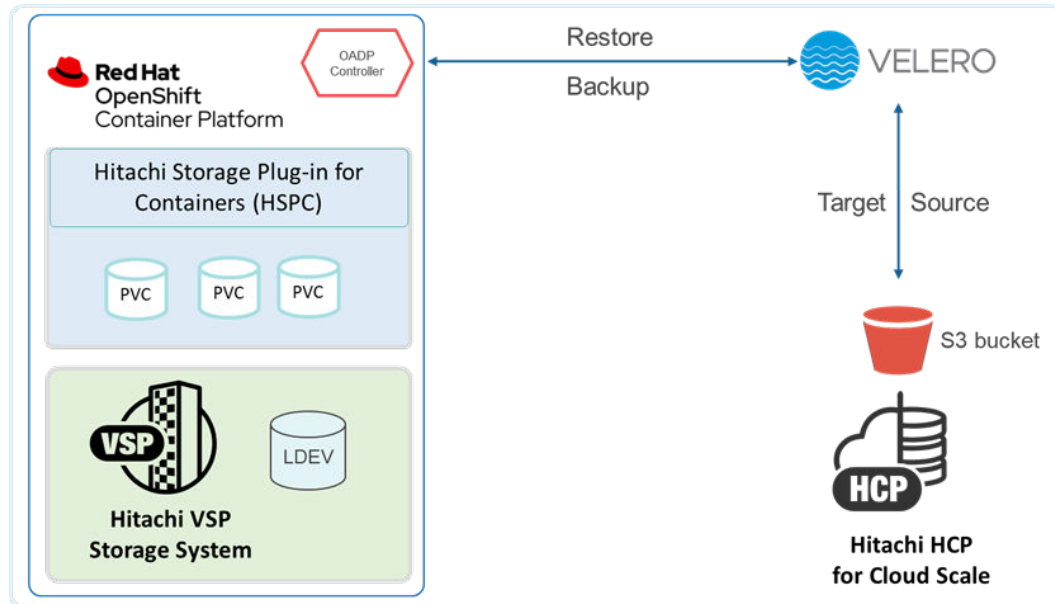 OADP
Controller
Red Hat
OpenShift
Container Platform
Restore
Backup
VELERO
Hitachi Storage Plug-in for
Containers (HSPC)
PVC
PVC
PVC
Target
Source
S3 bucket
VSP
LDEV
Hitachi VSP
Storage System
HCP
Hitachi HCP
for Cloud Scale